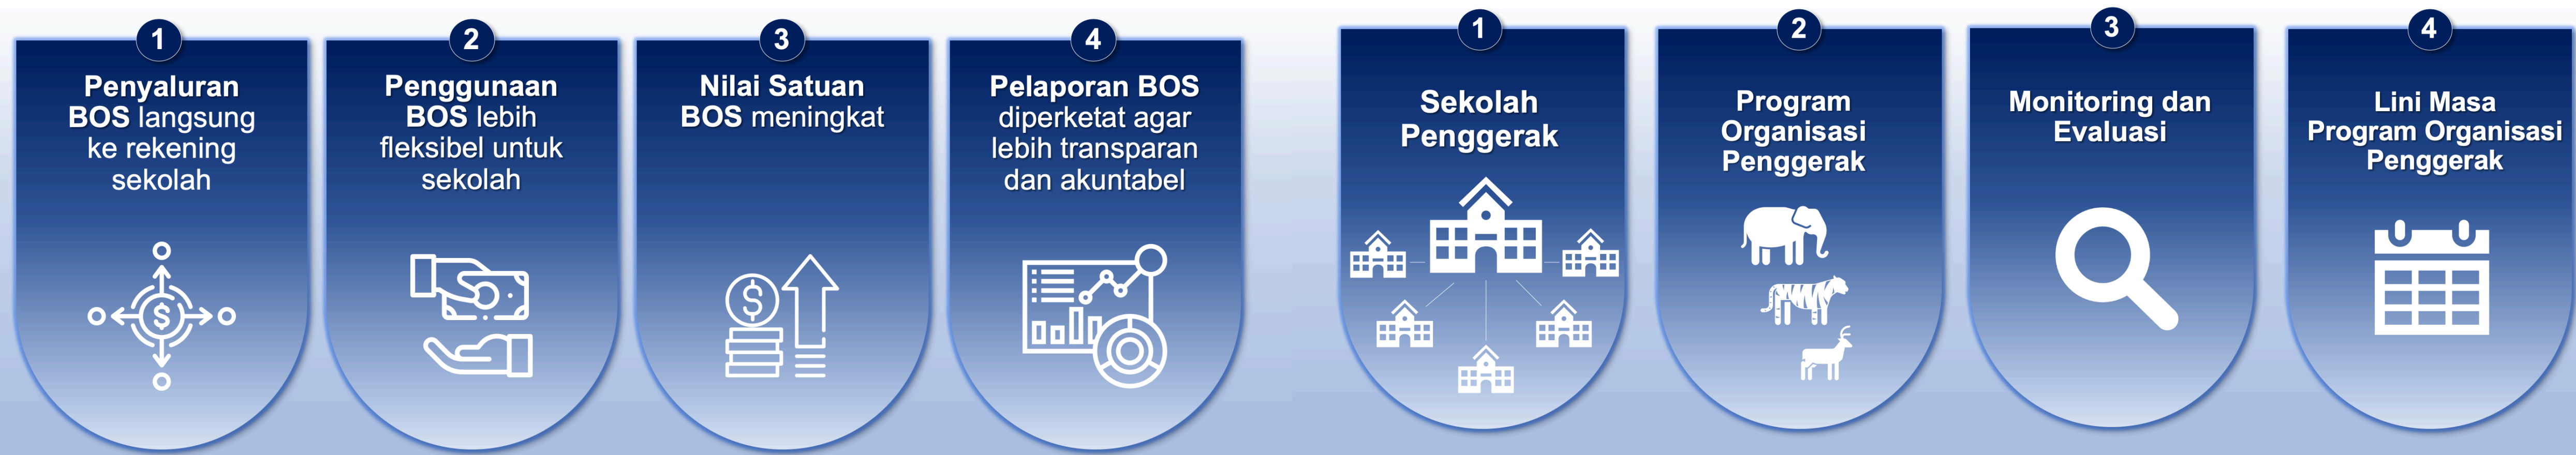 1
Penyaluran
BOS langsung
ke rekening
sekolah
2
Penggunaan
BOS lebih
fleksibel untuk
sekolah
3
Nilai Satuan
BOS meningkat
4
Pelaporan BOS
diperketat agar
lebih transparan
dan akuntabel
1
Sekolah
Penggerak
2
Program
Organisasi
Penggerak
3
Monitoring dan
Evaluasi
4
Lini Masa
Program Organisasi
Penggerak